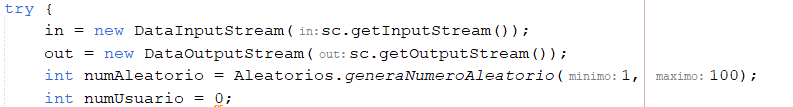 try {
in = new DataInputStream( in: sc.getInputStream());
out = new DataOutputStream( out: sc.getOutputStream());
int numAleatorio = Aleatorios.generaNumeroAleatorio( minimo: 1, maximo: 100);
int numUsuario = 0;